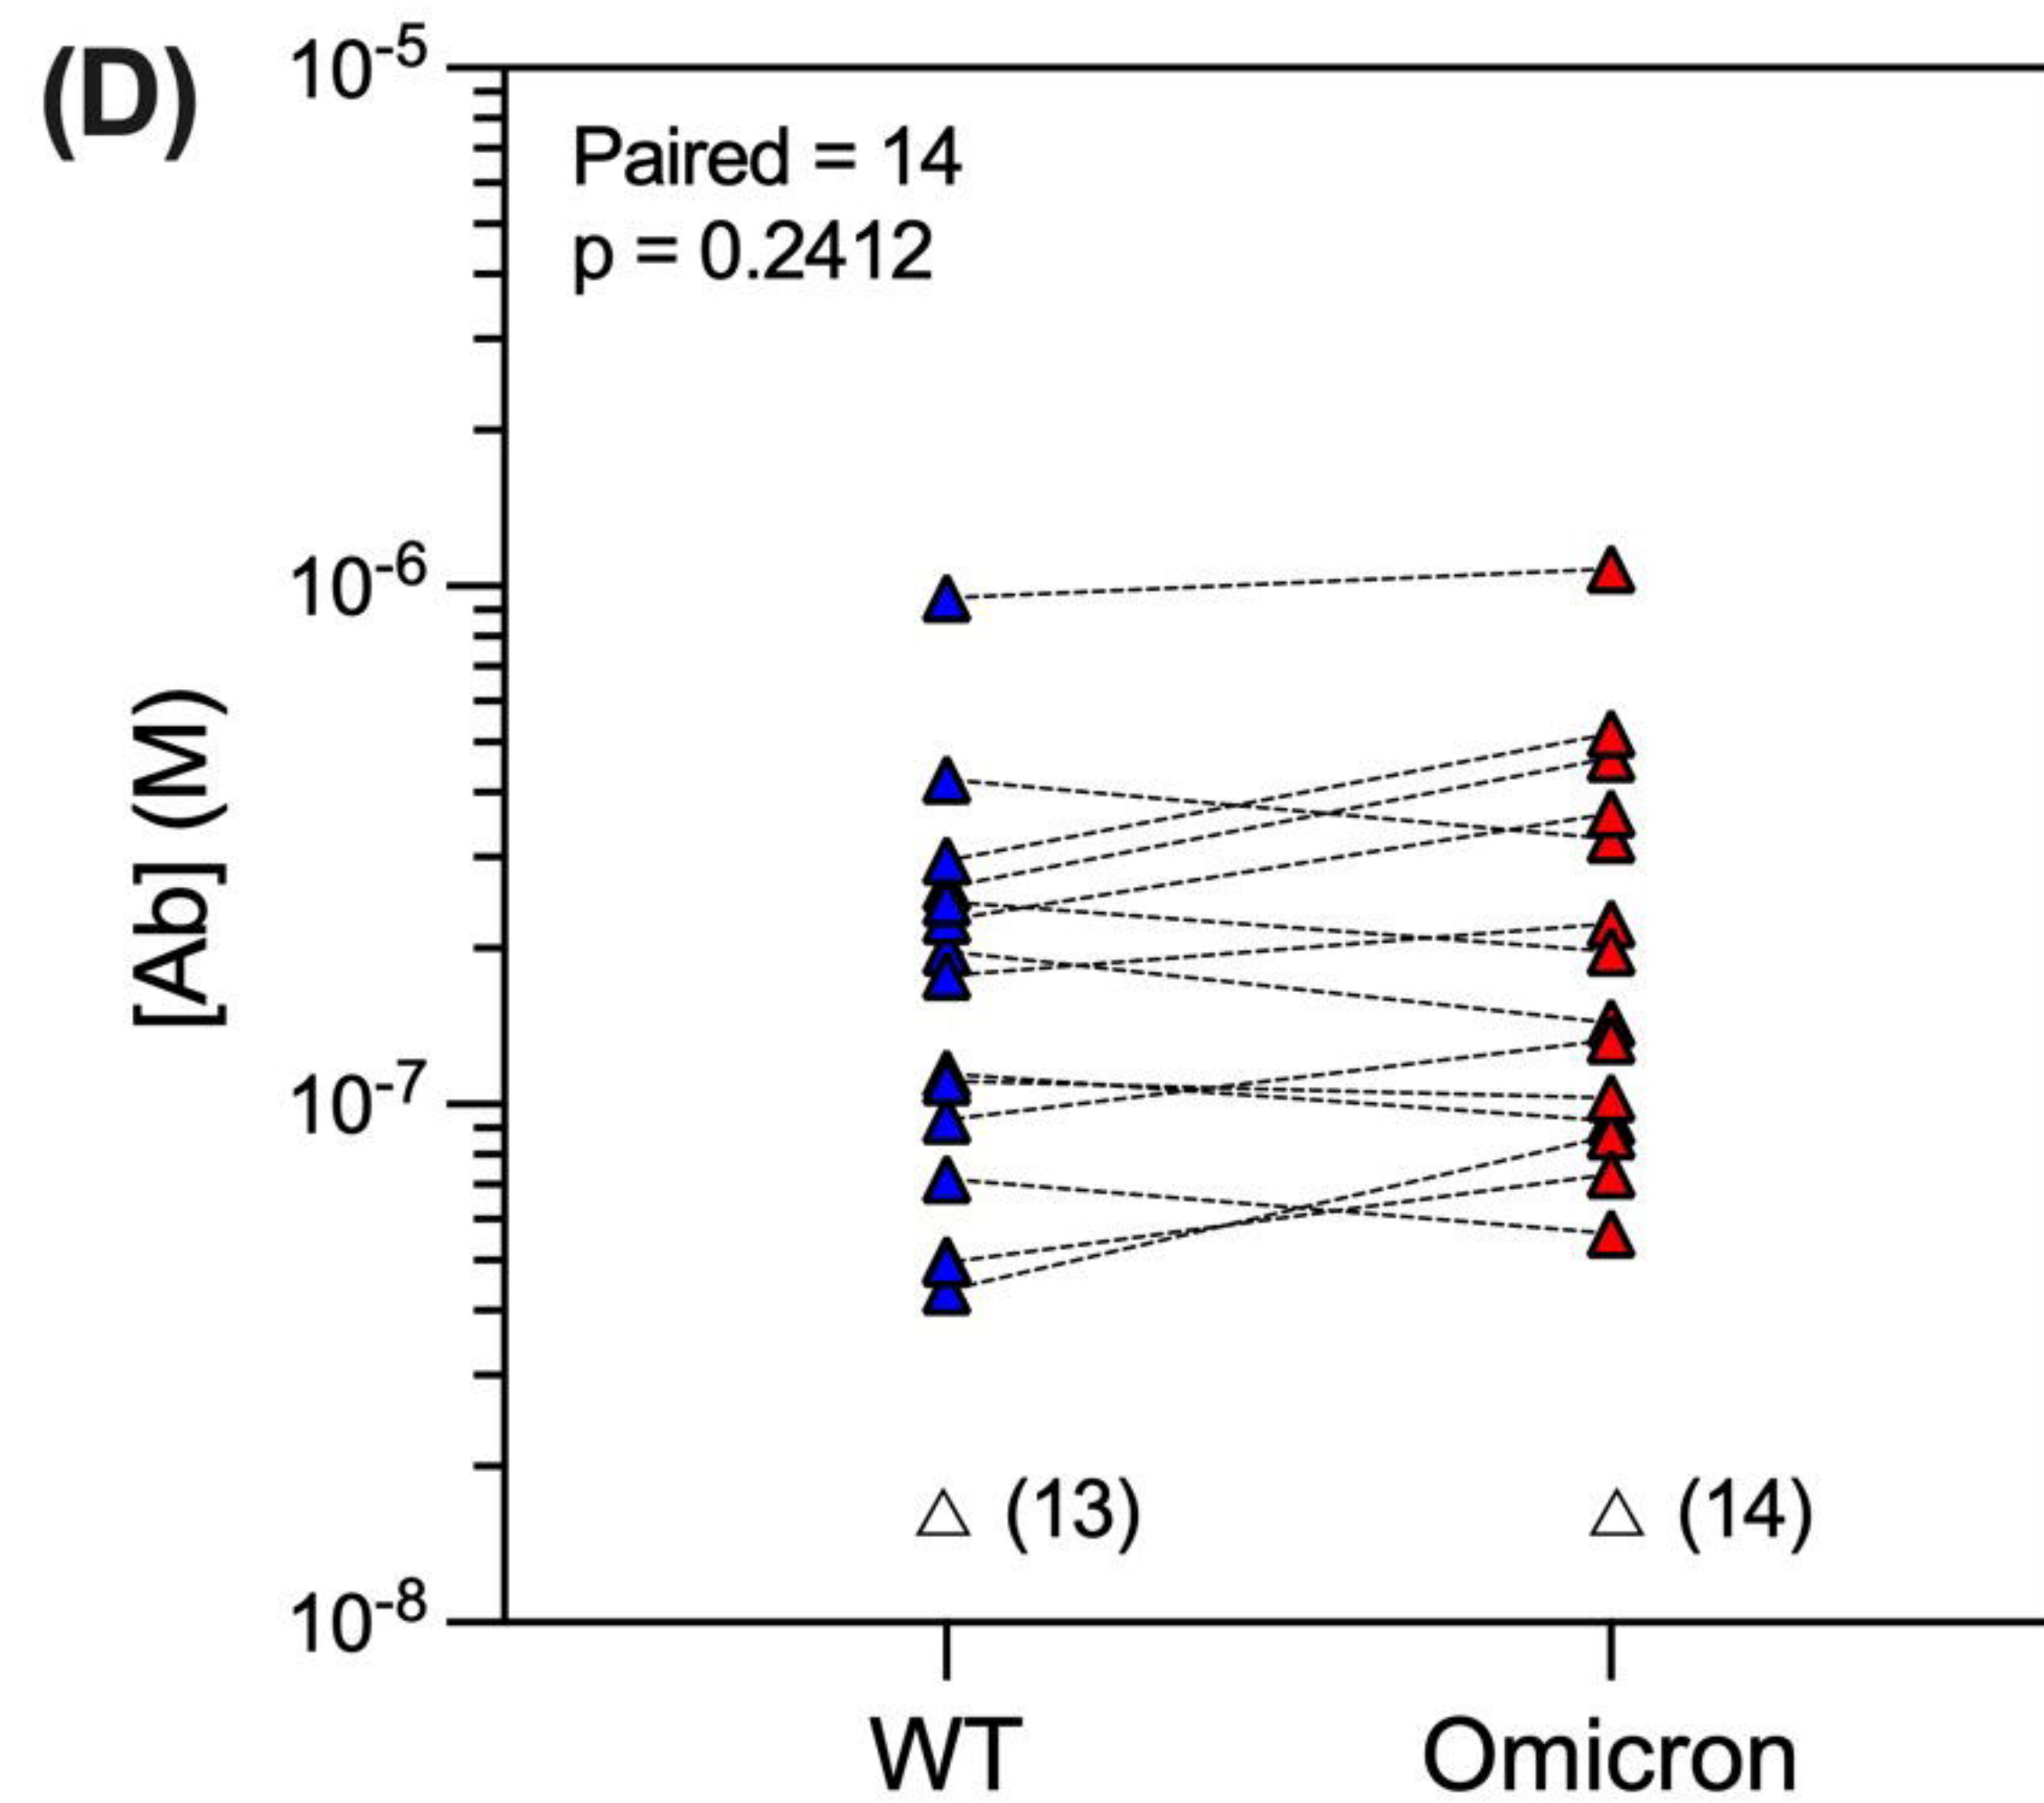 (D)
10⁻⁵
Paired = 14
p = 0.2412
10⁻⁶
[Ab] (M)
10⁻⁷
(13)
(14)
10⁻⁸
WT
Omicron